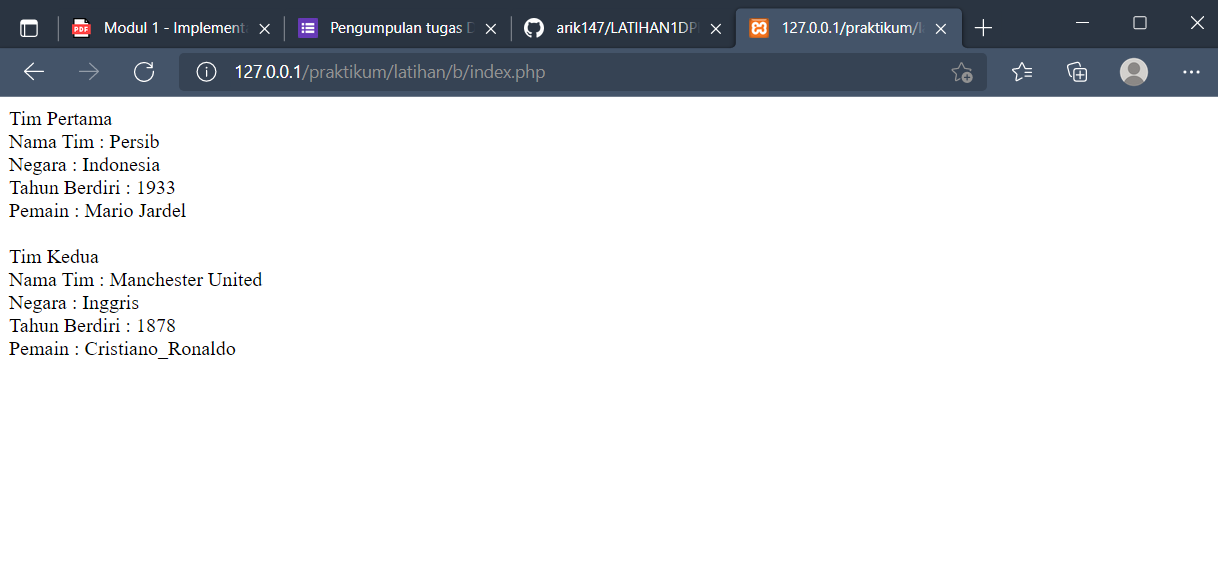 Modul 1 - Implementa
Pengumpulan tugas D
arik147/LATIHAN1DP
127.0.0.1/praktikum/l
127.0.0.1/praktikum/latihan/b/index.php
Tim Pertama
Nama Tim : Persib
Negara : Indonesia
Tahun Berdiri : 1933
Pemain : Mario Jardel
Tim Kedua
Nama Tim : Manchester United
Negara : Inggris
Tahun Berdiri : 1878
Pemain : Cristiano_Ronaldo